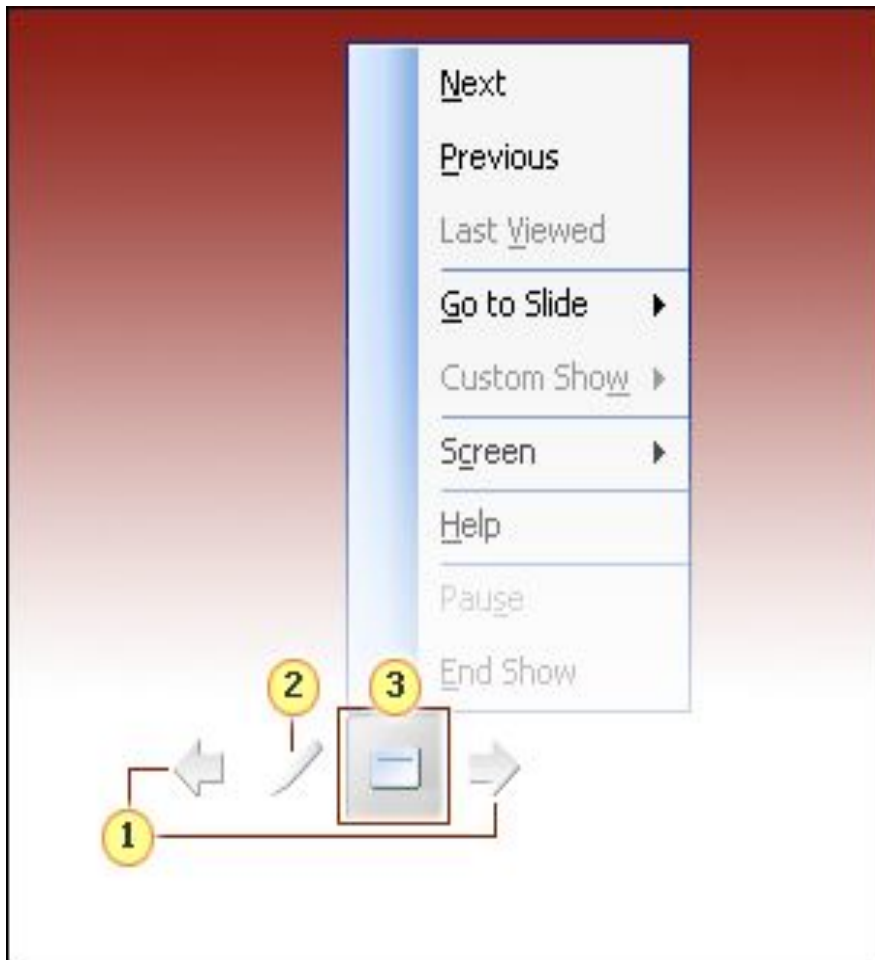 Next
Previous
Last Viewed
Go to Slide
Custom Show
Screen
Help
Pause
End Show
2
3
1